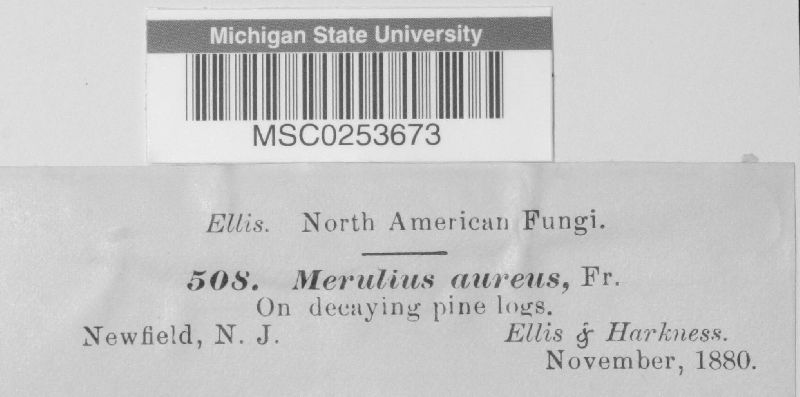 Michigan State University
MSC0253673
Ellis. North American Fungi.
508. Merulius aureus, Fr.
On decaying pine logs.
Newfield, N. J. Ellis & Harkness.
November, 1880.